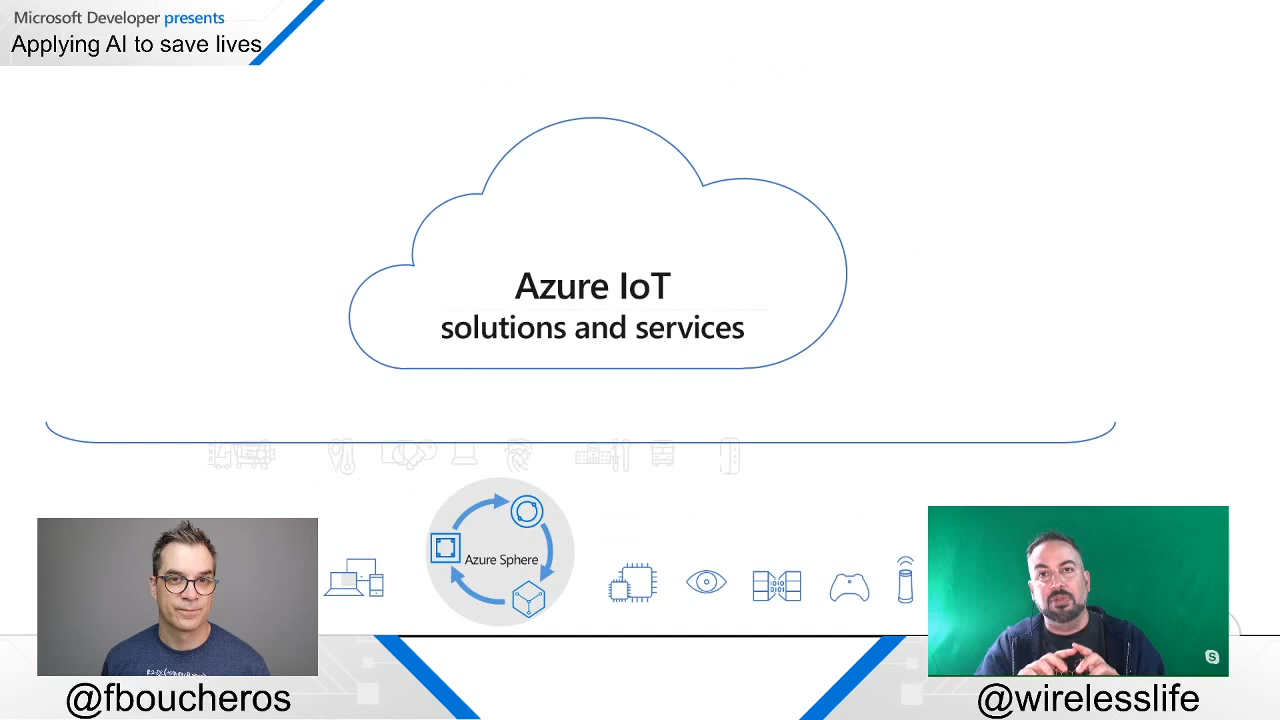 Microsoft Developer presents
Applying AI to save lives
Azure IoT
solutions and services
Azure Sphere
@fboucheros
@wirelesslife